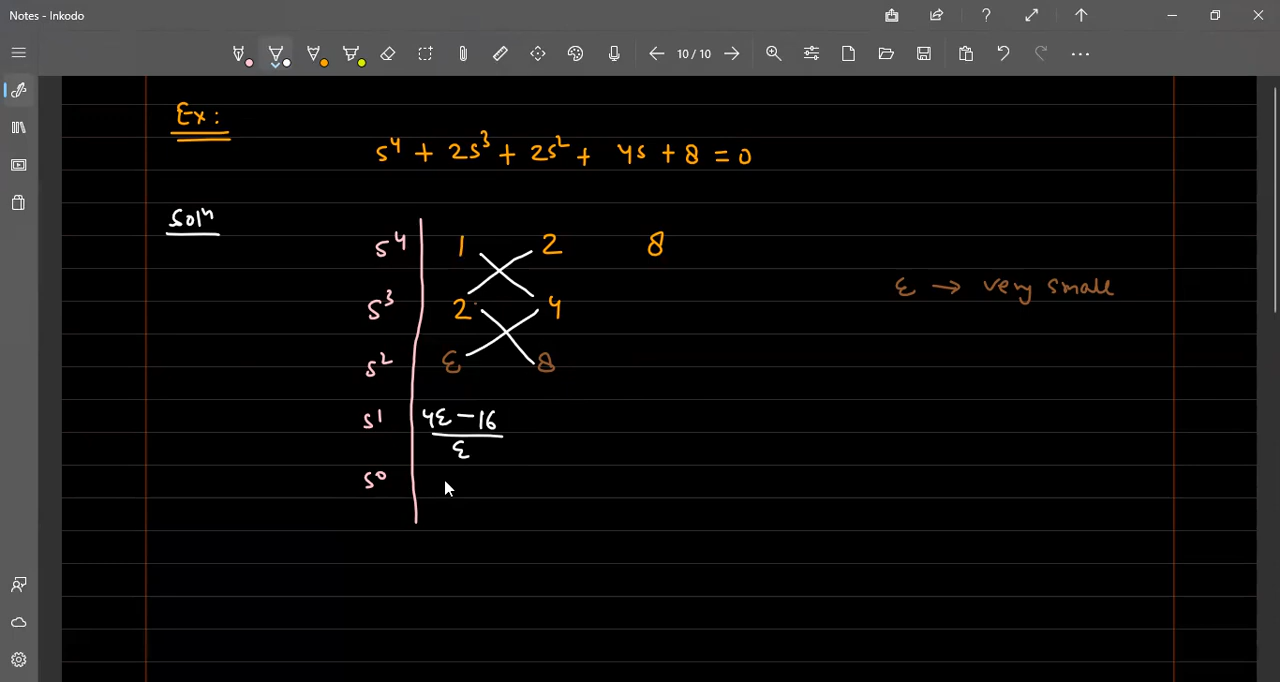 Notes - Inkodo
10/10
Ex:
s⁴ + 2s³ + 2s² + 4s + 8 = 0
Solⁿ
s⁴ 1 2 8
ε → very small
s³ 2 4
s² ε 8
s¹ 4ε - 16
ε
s⁰